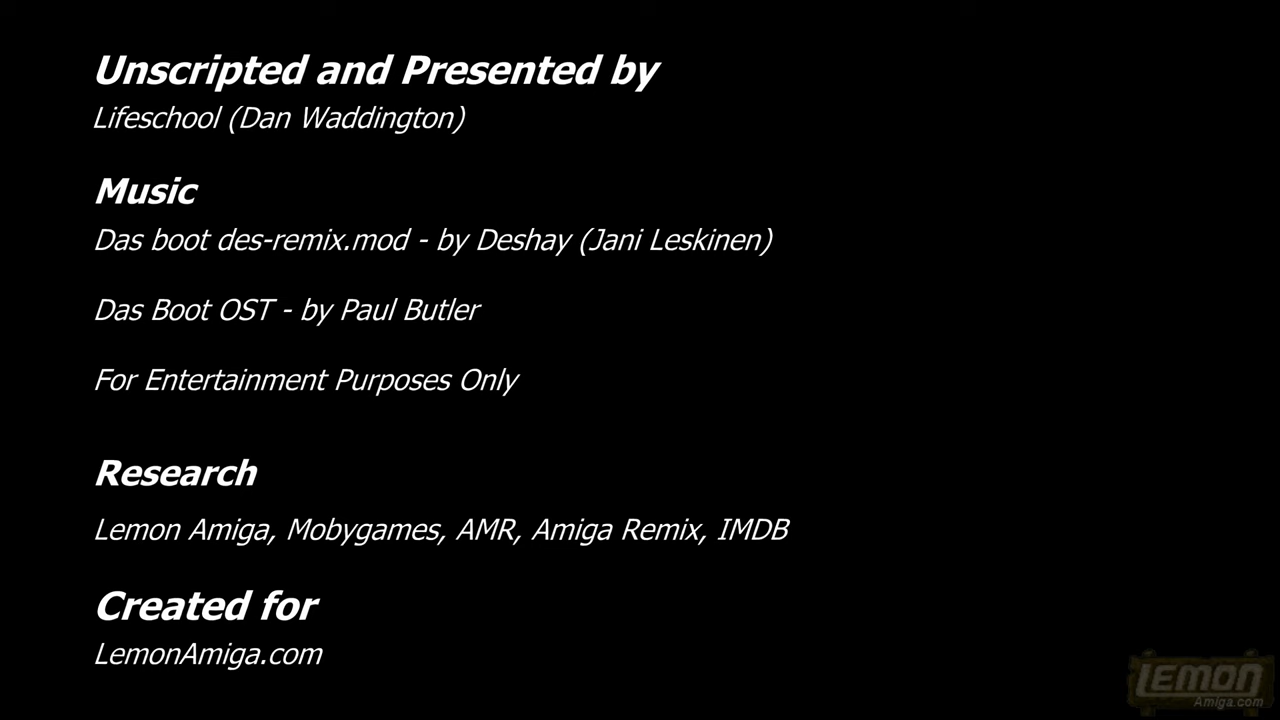 Unscripted and Presented by
Lifeschool (Dan Waddington)
Music
Das boot des-remix.mod - by Deshay (Jani Leskinen)
Das Boot OST - by Paul Butler
For Entertainment Purposes Only
Research
Lemon Amiga, Mobygames, AMR, Amiga Remix, IMDB
Created for
LemonAmiga.com
LEMON
Amiga.com